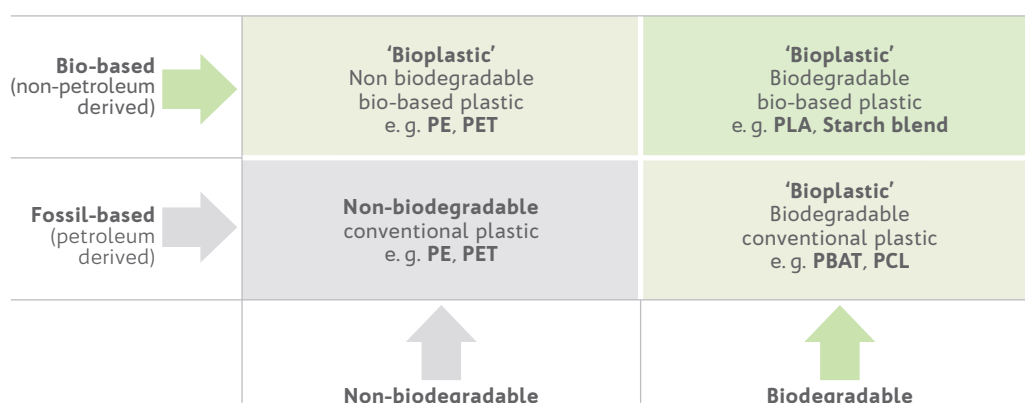 Bio-based
(non-petroleum
derived)
‘Bioplastic’
Non biodegradable
bio-based plastic
e. g. PE, PET
‘Bioplastic’
Biodegradable
bio-based plastic
e. g. PLA, Starch blend
Fossil-based
(petroleum
derived)
Non-biodegradable
conventional plastic
e. g. PE, PET
‘Bioplastic’
Biodegradable
conventional plastic
e. g. PBAT, PCL
Non-biodegradable
Biodegradable